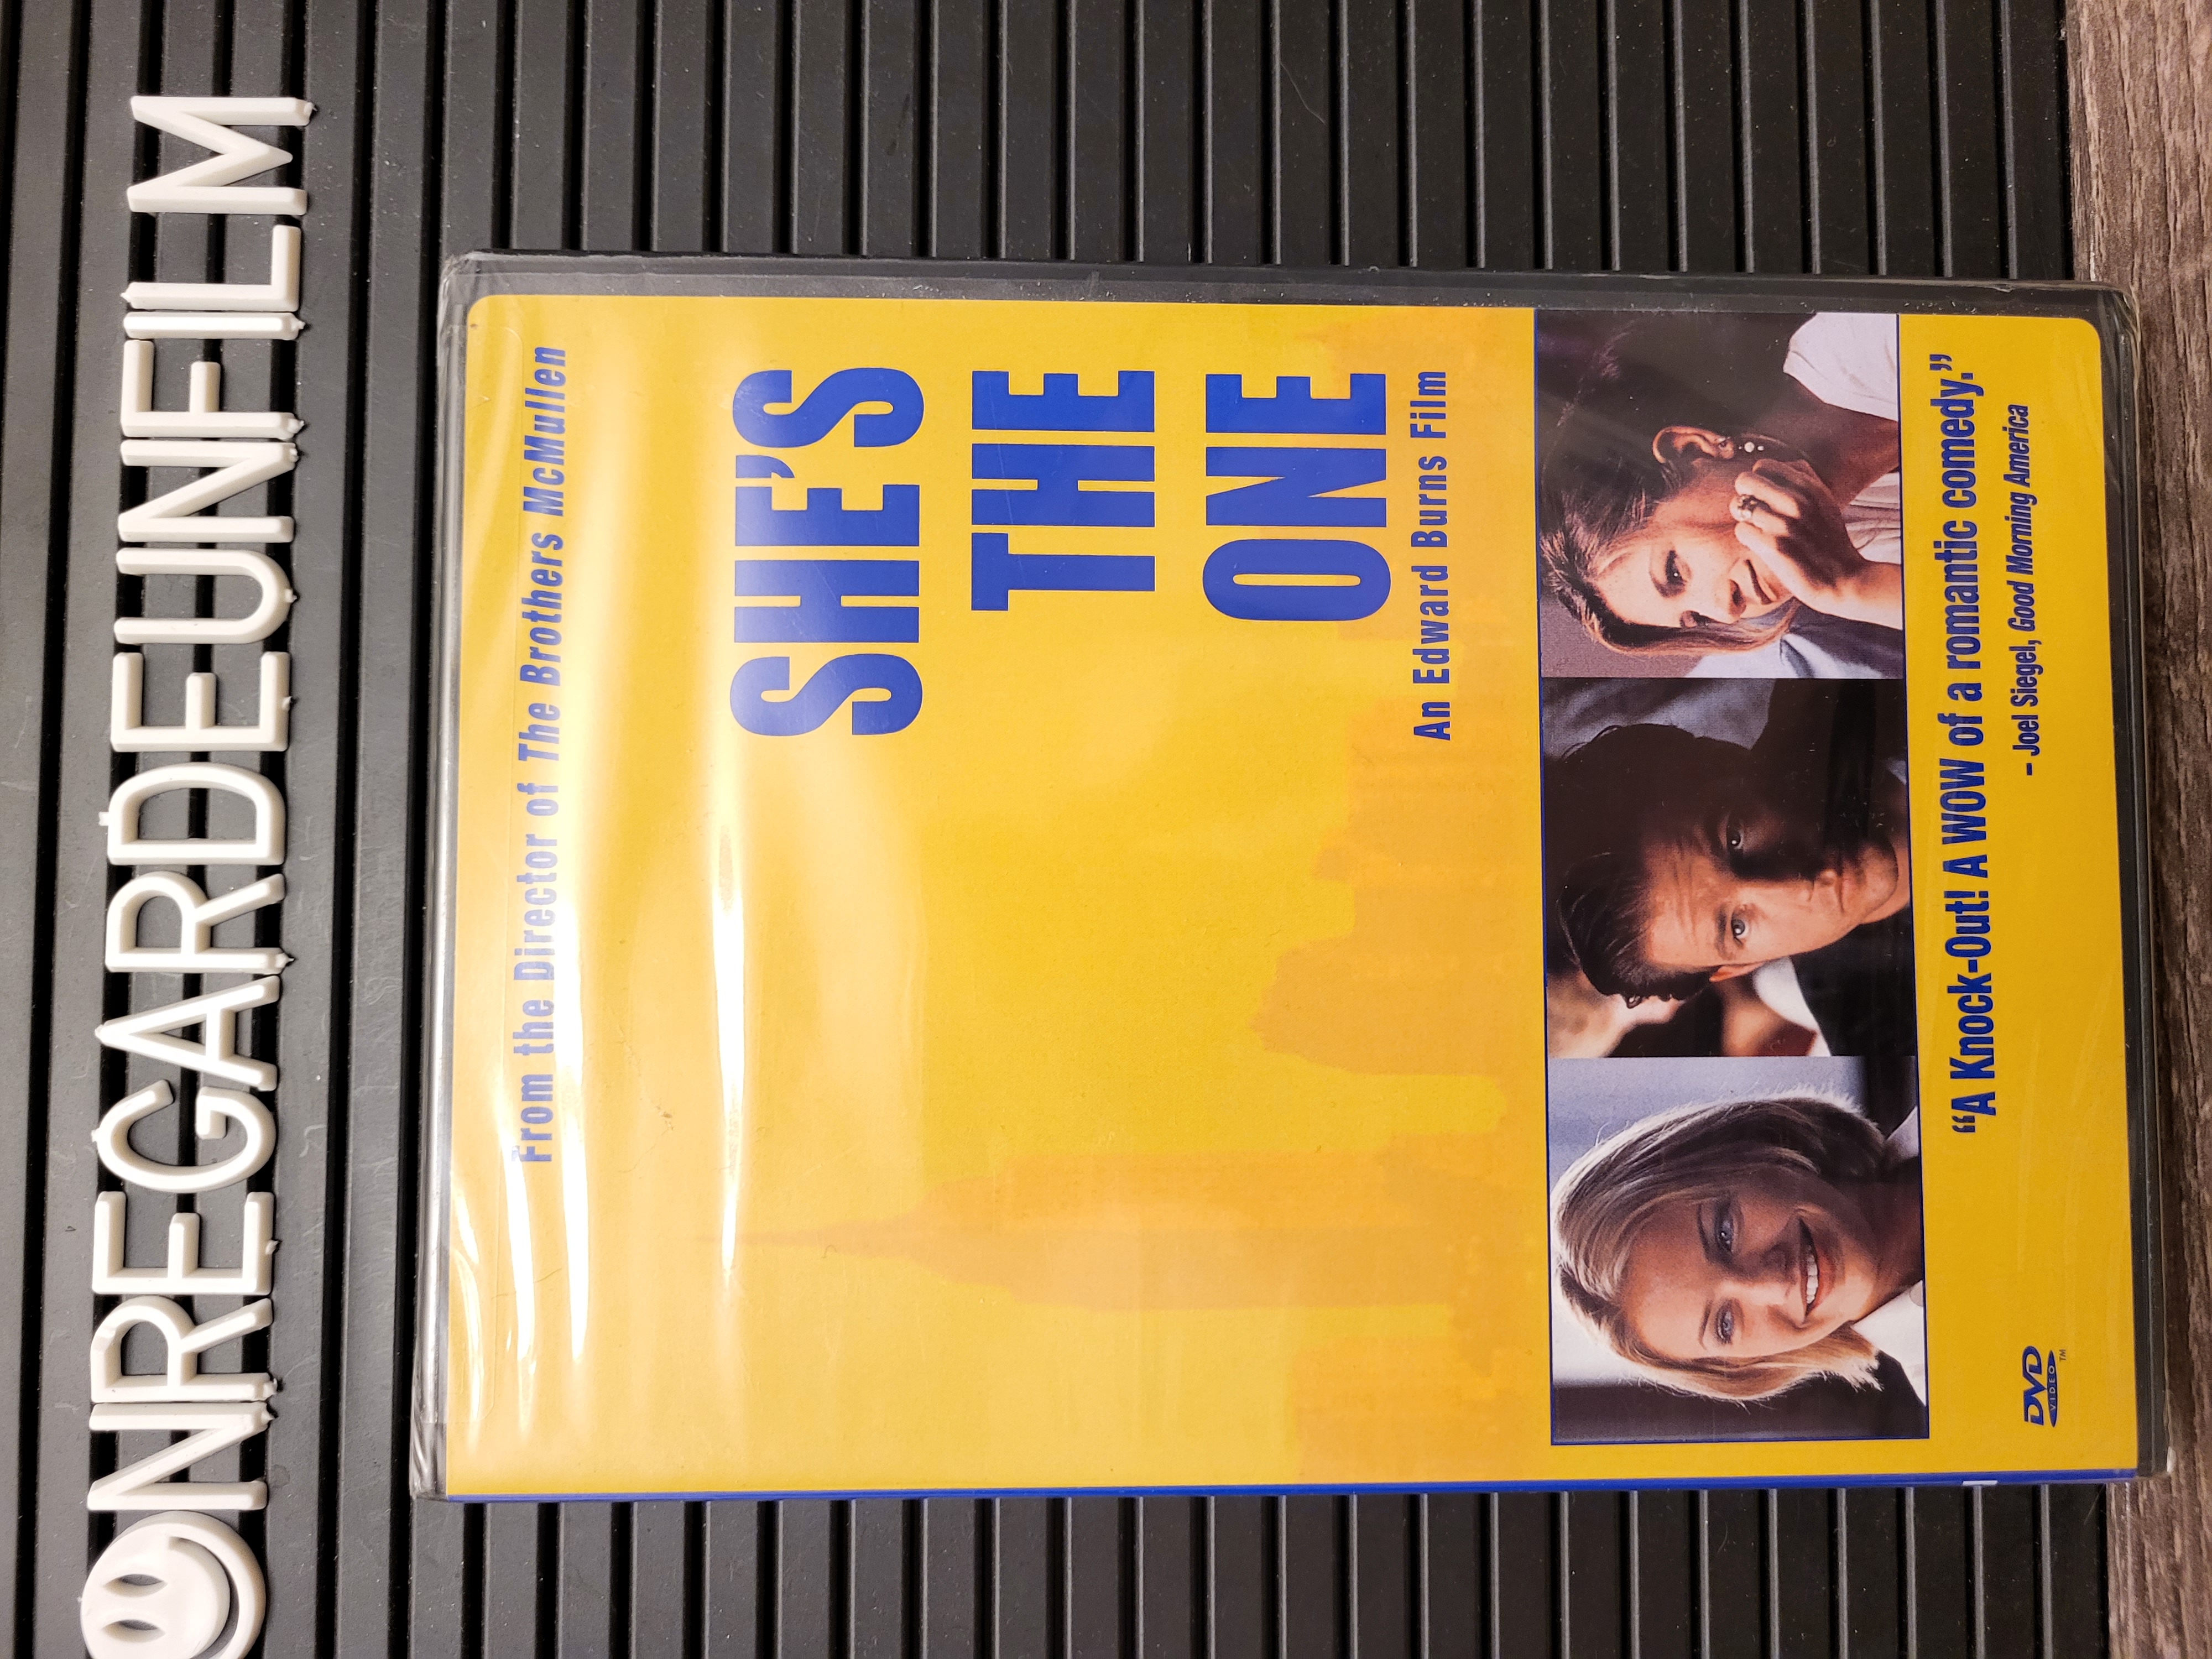 ONREGARDEUNFILM
From the Director of The Brothers McMullen
SHE'S
THE
ONE
An Edward Burns Film
“A Knock-Out! A WOW of a romantic comedy.”
– Joel Siegel, Good Morning America
DVD
VIDEO
TM